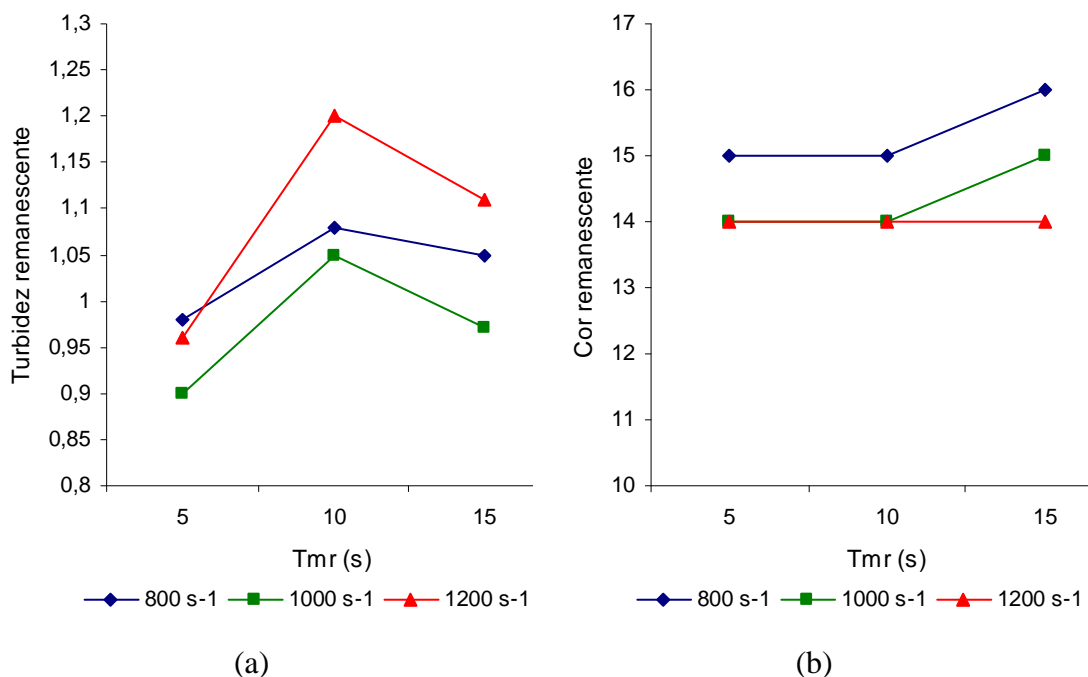 Turbidez remanescente
1,3
1,25
1,2
1,15
1,1
1,05
1
0,95
0,9
0,85
0,8
5 10 15
Tmr (s)
800 s-1 1000 s-1 1200 s-1
(a)
Cor remanescente
17
16
15
14
13
12
11
10
5 10 15
Tmr (s)
800 s-1 1000 s-1 1200 s-1
(b)